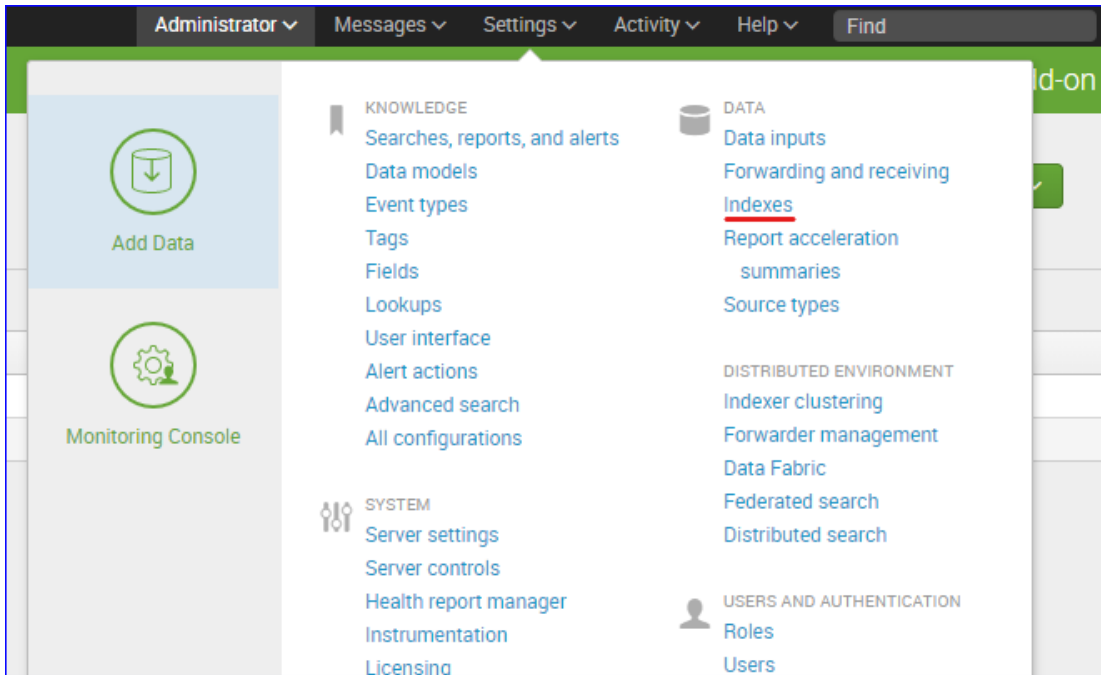 Administrator Messages Settings Activity Help Find
dd-on
Add Data
Monitoring Console
KNOWLEDGE
Searches, reports, and alerts
Data models
Event types
Tags
Fields
Lookups
User interface
Alert actions
Advanced search
All configurations
SYSTEM
Server settings
Server controls
Health report manager
Instrumentation
Licensing
DATA
Data inputs
Forwarding and receiving
Indexes
Report acceleration
summaries
Source types
DISTRIBUTED ENVIRONMENT
Indexer clustering
Forwarder management
Data Fabric
Federated search
Distributed search
USERS AND AUTHENTICATION
Roles
Users